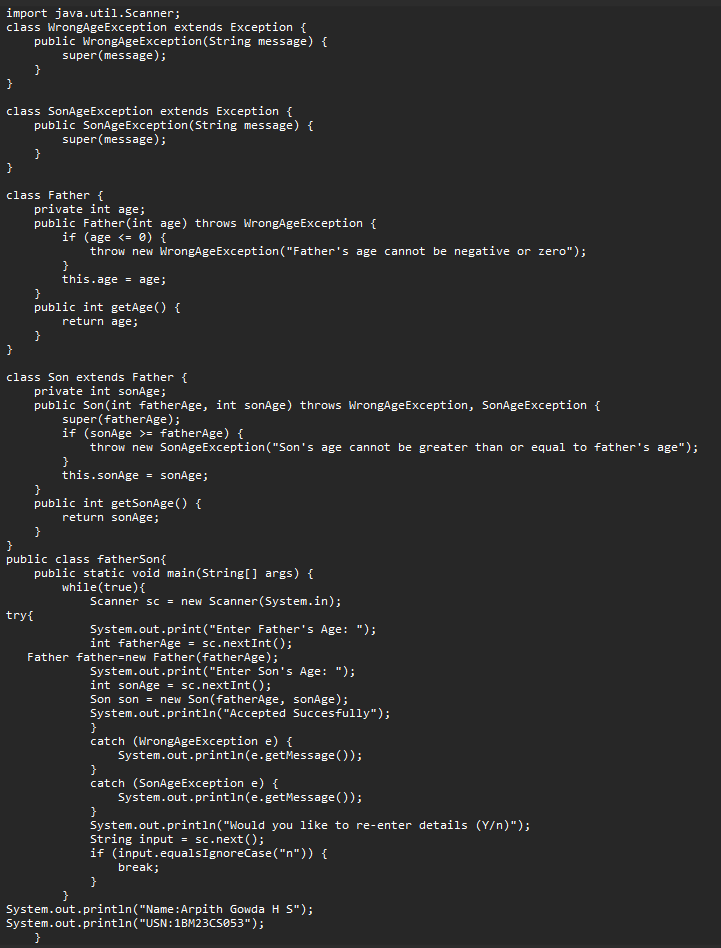 import java.util.Scanner;
class WrongAgeException extends Exception {
    public WrongAgeException(String message) {
        super(message);
    }
}

class SonAgeException extends Exception {
    public SonAgeException(String message) {
        super(message);
    }
}

class Father {
    private int age;
    public Father(int age) throws WrongAgeException {
        if (age <= 0) {
            throw new WrongAgeException("Father's age cannot be negative or zero");
        }
        this.age = age;
    }
    public int getAge() {
        return age;
    }
}

class Son extends Father {
    private int sonAge;
    public Son(int fatherAge, int sonAge) throws WrongAgeException, SonAgeException {
        super(fatherAge);
        if (sonAge >= fatherAge) {
            throw new SonAgeException("Son's age cannot be greater than or equal to father's age");
        }
        this.sonAge = sonAge;
    }
    public int getSonAge() {
        return sonAge;
    }
}
public class fatherSon{
    public static void main(String[] args) {
        while(true){
            Scanner sc = new Scanner(System.in);
try{
            System.out.print("Enter Father's Age: ");
            int fatherAge = sc.nextInt();
   Father father=new Father(fatherAge);
            System.out.print("Enter Son's Age: ");
            int sonAge = sc.nextInt();
            Son son = new Son(fatherAge, sonAge);
            System.out.println("Accepted Succesfully");
            }
            catch (WrongAgeException e) {
                System.out.println(e.getMessage());
            }
            catch (SonAgeException e) {
                System.out.println(e.getMessage());
            }
            System.out.println("Would you like to re-enter details (Y/n)");
            String input = sc.next();
            if (input.equalsIgnoreCase("n")) {
                break;
            }
        }
System.out.println("Name:Arpith Gowda H S");
System.out.println("USN:1BM23CS053");
    }